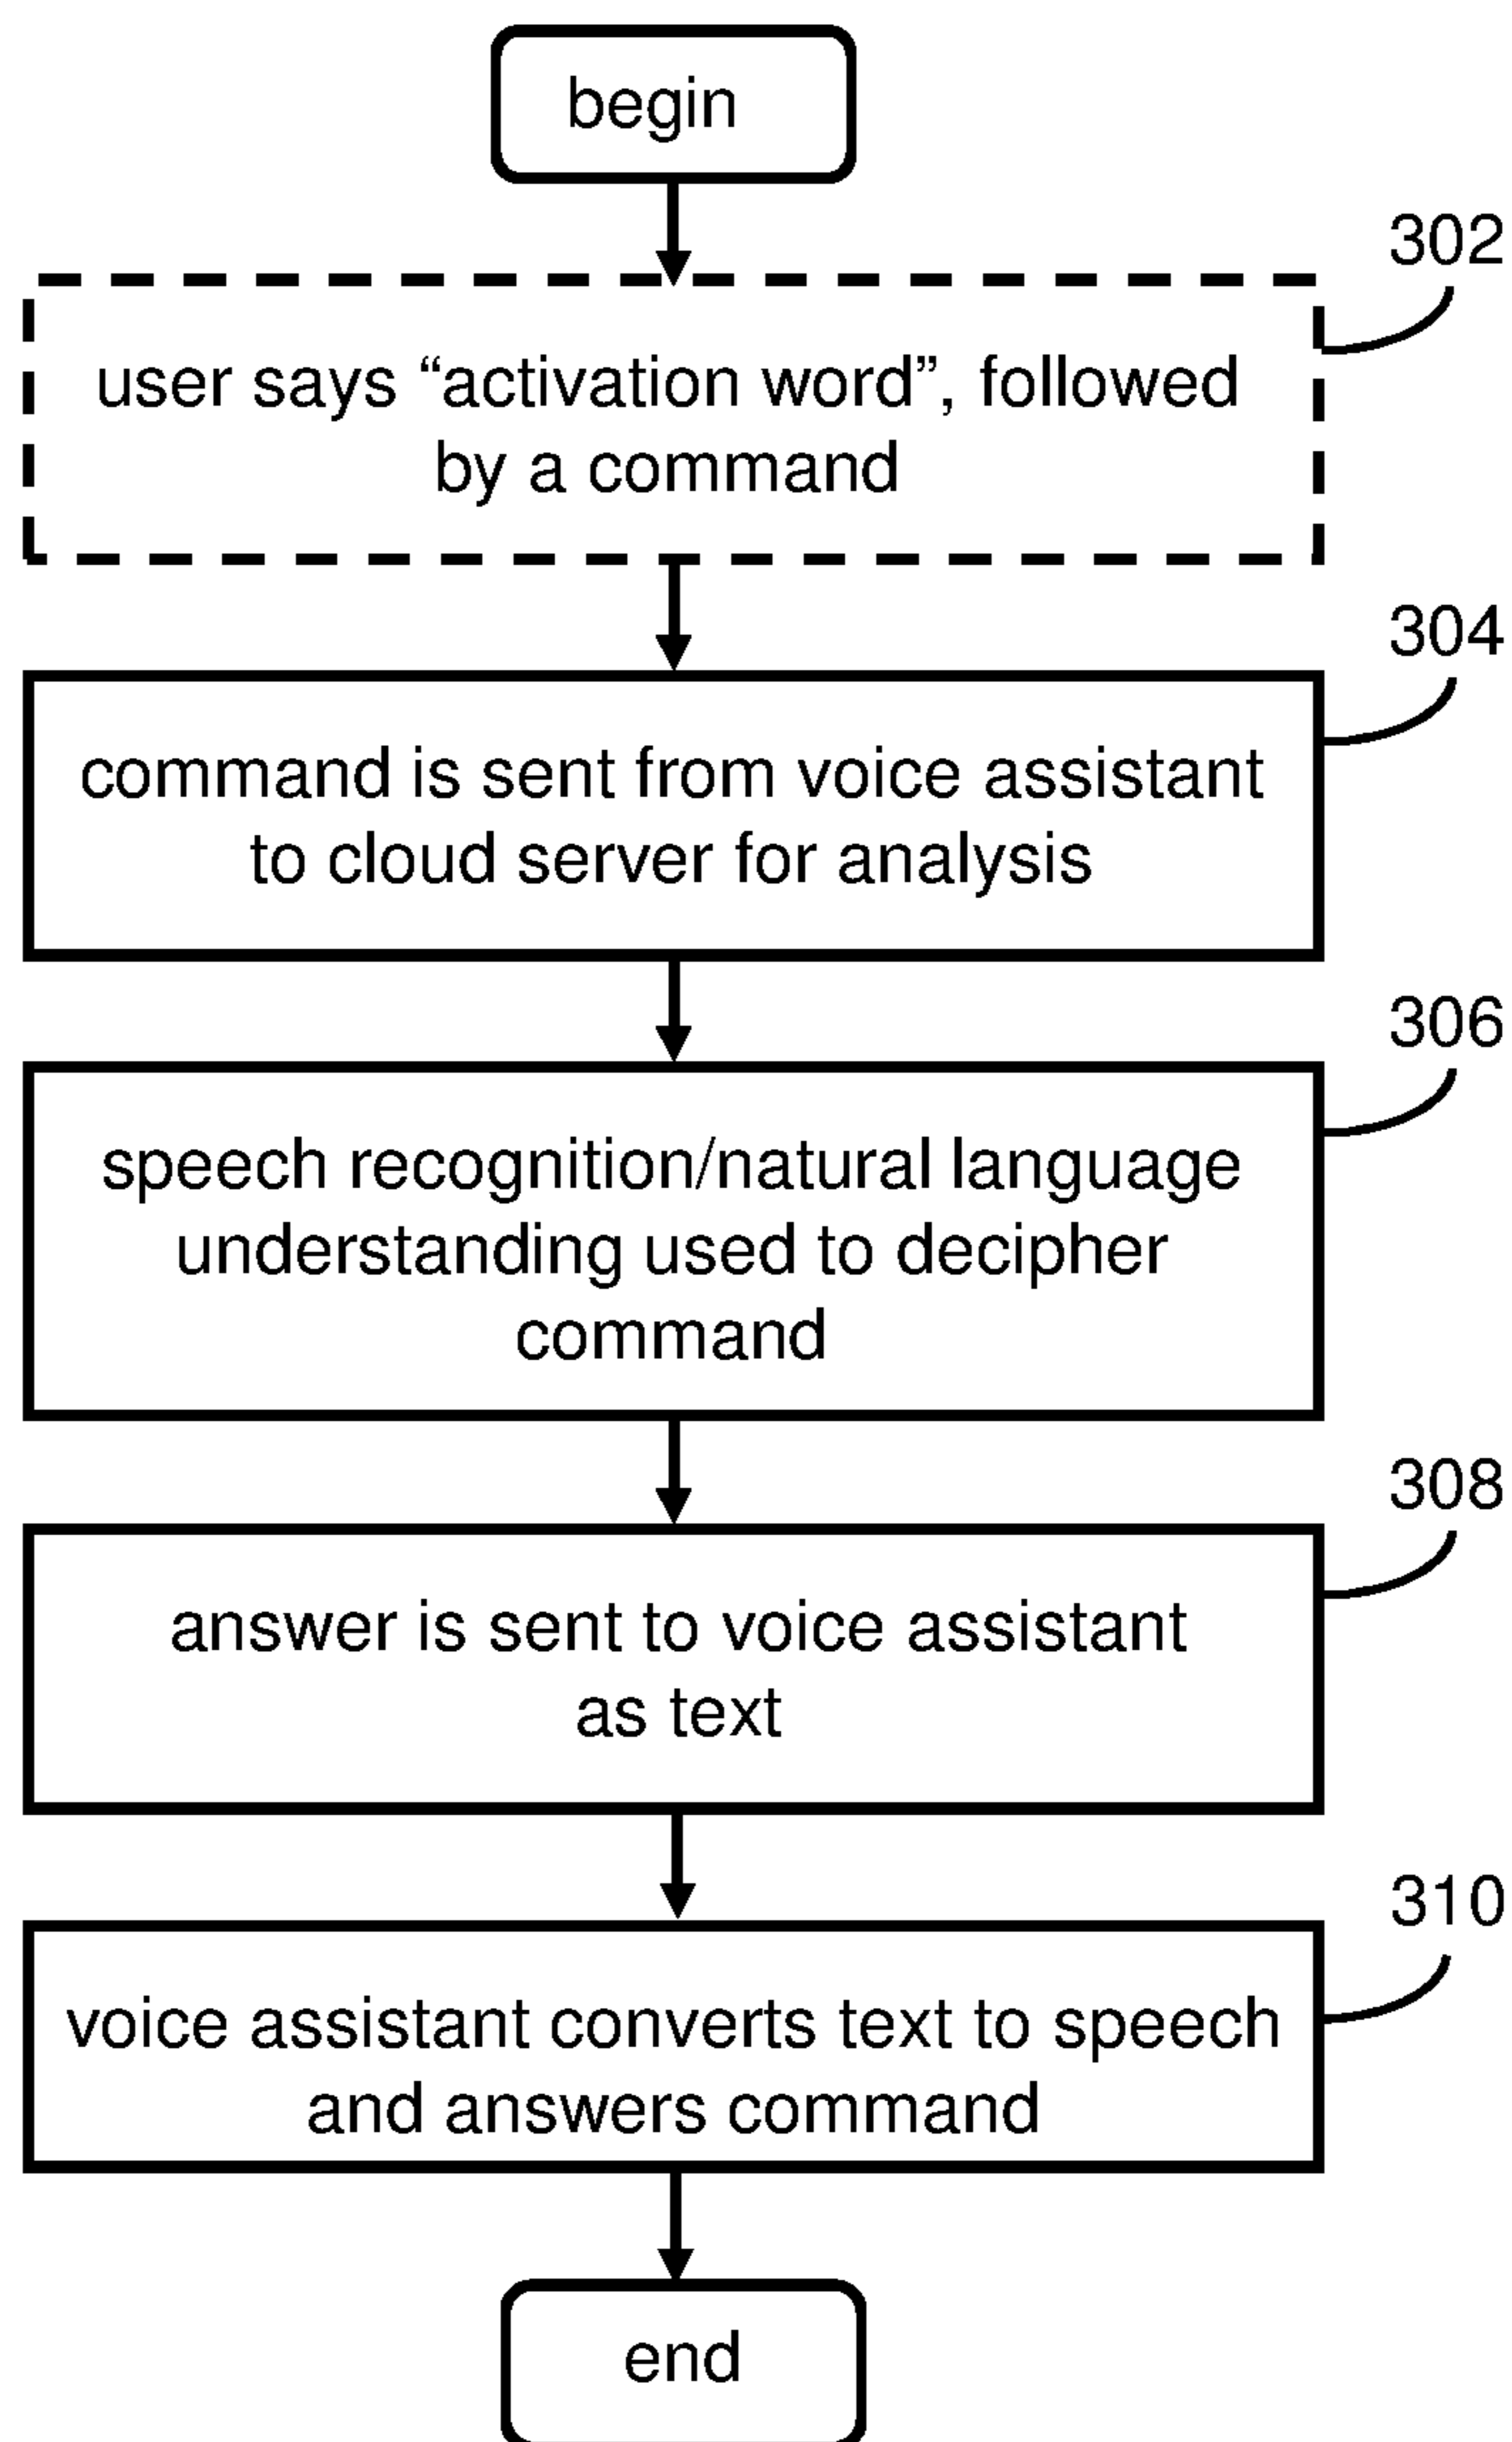 begin
302
user says “activation word”, followed
by a command
304
command is sent from voice assistant
to cloud server for analysis
306
speech recognition/natural language
understanding used to decipher
command
308
answer is sent to voice assistant
as text
310
voice assistant converts text to speech
and answers command
end